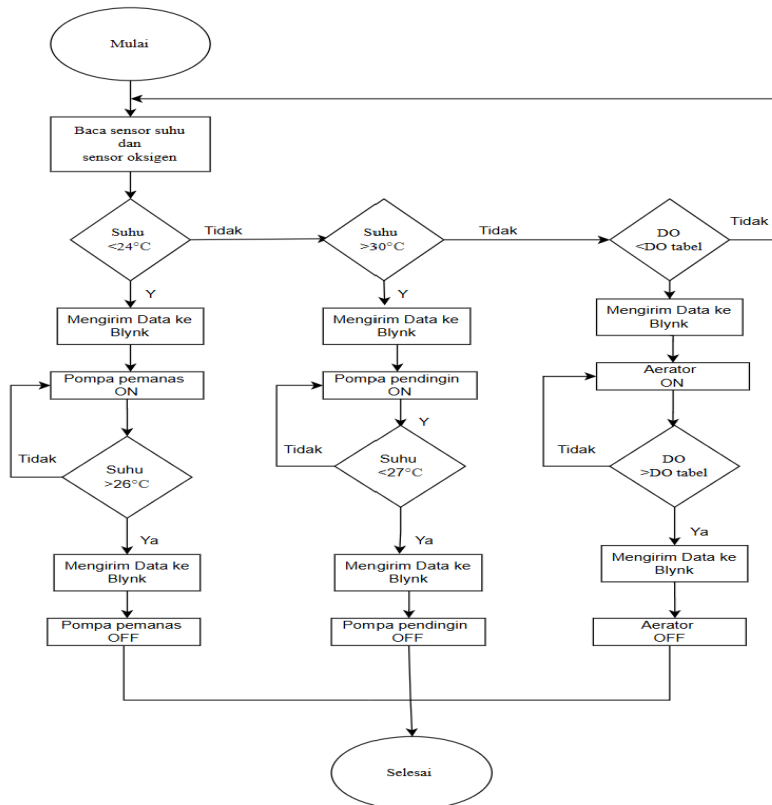 Mulai
Baca sensor suhu
dan
sensor oksigen
Suhu
<24°C
Tidak
Suhu
>30°C
Tidak
DO
<DO tabel
Tidak
Y
Mengirim Data ke
Blynk
Y
Mengirim Data ke
Blynk
Mengirim Data ke
Blynk
Pompa pemanas
ON
Pompa pendingin
ON
Aerator
ON
Y
Tidak
Suhu
>26°C
Tidak
Suhu
<27°C
Tidak
DO
>DO tabel
Ya
Mengirim Data ke
Blynk
Ya
Mengirim Data ke
Blynk
Ya
Mengirim Data ke
Blynk
Pompa pemanas
OFF
Pompa pendingin
OFF
Aerator
OFF
Selesai